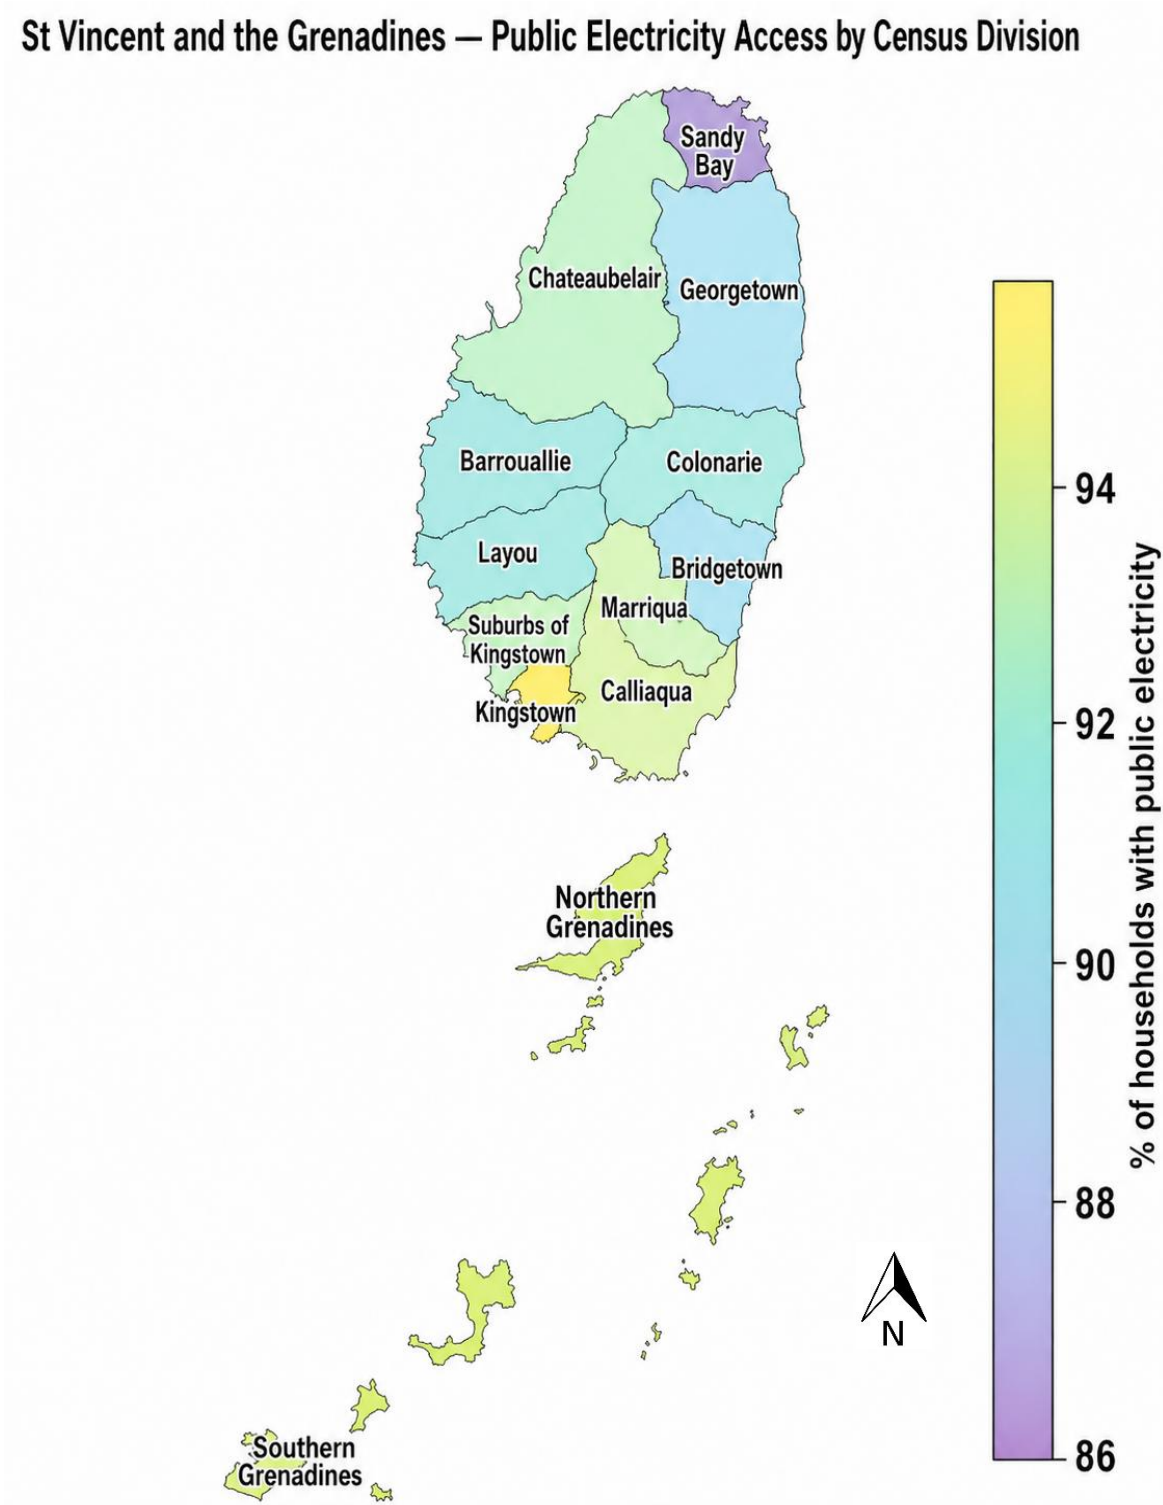 St Vincent and the Grenadines — Public Electricity Access by Census Division
Sandy
Bay
Chateaubelair
Georgetown
Barrouallie
Colonarie
Layou
Bridgetown
Marriqua
Suburbs of
Kingstown
Calliaqua
Kingstown
Northern
Grenadines
Southern
Grenadines
N
94
92
90
88
86
% of households with public electricity